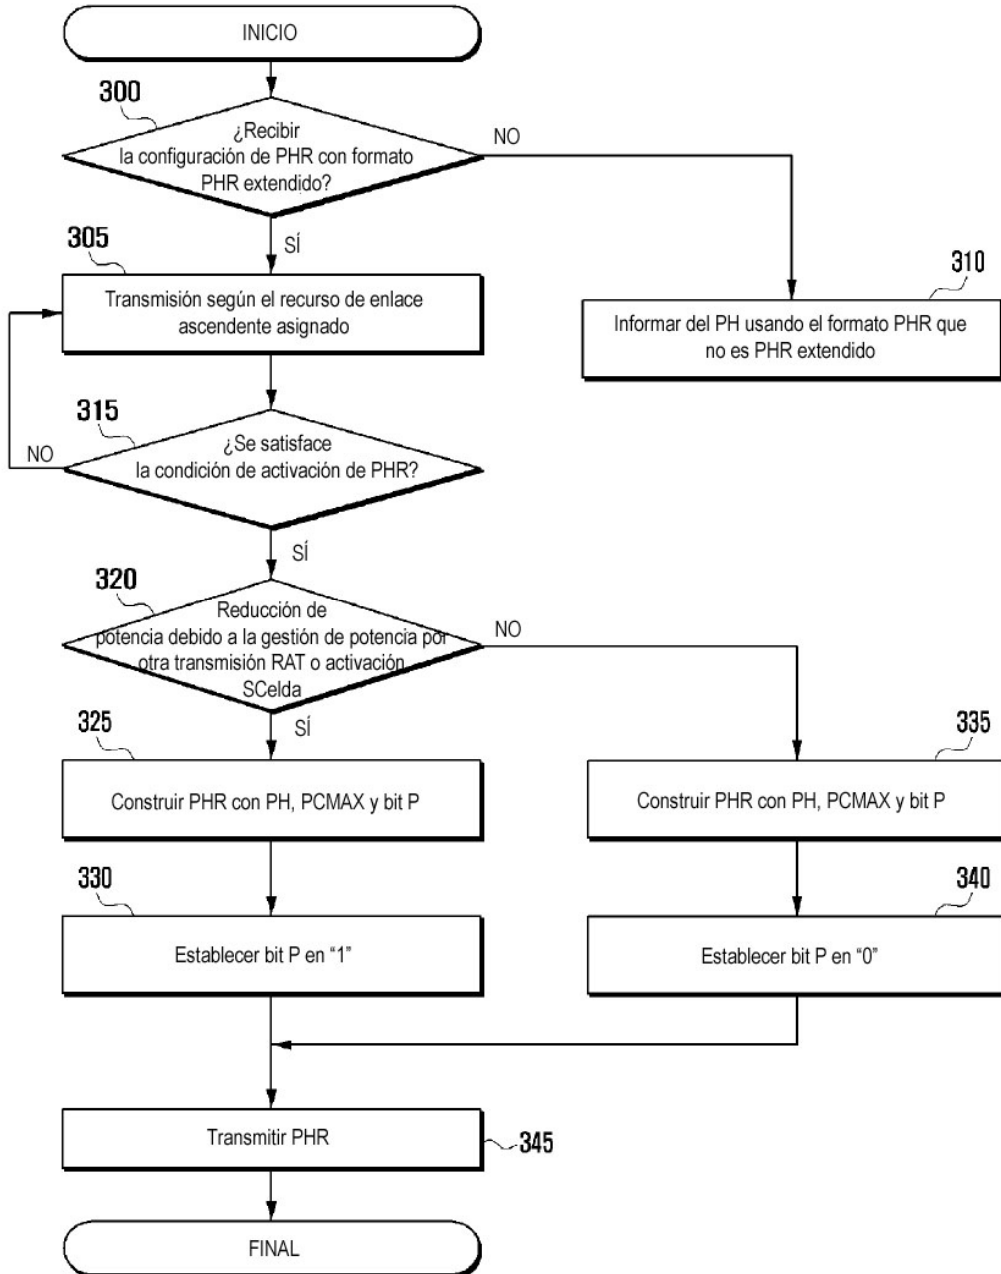 INICIO
300
¿Recibir
la configuración de PHR con formato
PHR extendido?
NO
SÍ
305
Transmisión según el recurso de enlace
ascendente asignado
310
Informar del PH usando el formato PHR que
no es PHR extendido
315
¿Se satisface
la condición de activación de PHR?
NO
SÍ
320
Reducción de
potencia debido a la gestión de potencia por
otra transmisión RAT o activación
SCelda
NO
SÍ
325
Construir PHR con PH, PCMAX y bit P
335
Construir PHR con PH, PCMAX y bit P
330
Establecer bit P en “1”
340
Establecer bit P en “0”
Transmitir PHR
345
FINAL